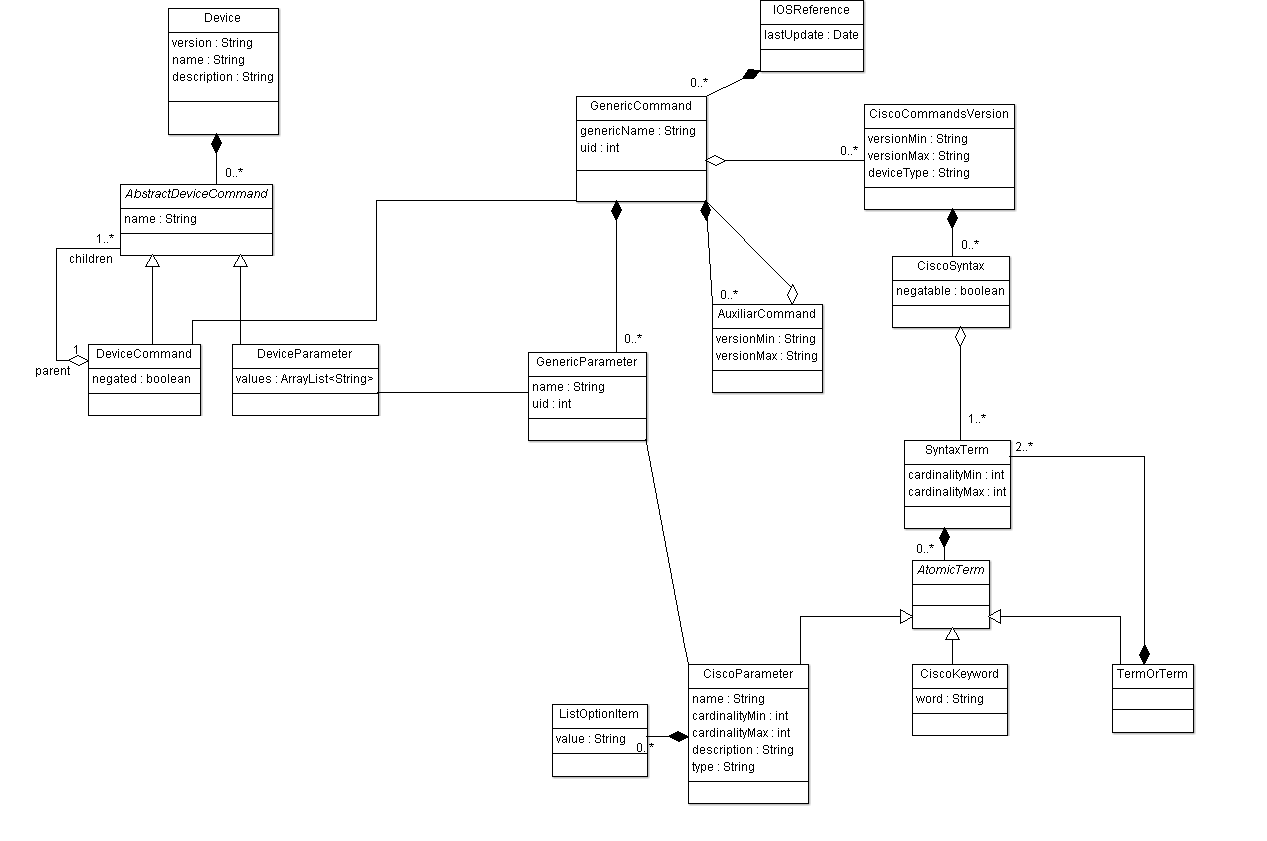 Device
version : String
name : String
description : String
IOSReference
lastUpdate : Date
0..*
GenericCommand
genericName : String
uid : int
CiscoCommandsVersion
versionMin : String
versionMax : String
deviceType : String
0..*
0..*
AbstractDeviceCommand
name : String
1..*
children
0..*
CiscoSyntax
negatable : boolean
0..*
AuxiliarCommand
versionMin : String
versionMax : String
1
parent
DeviceCommand
negated : boolean
DeviceParameter
values : ArrayList<String>
0..*
GenericParameter
name : String
uid : int
1..*
SyntaxTerm
cardinalityMin : int
cardinalityMax : int
2..*
0..*
AtomicTerm
CiscoParameter
name : String
cardinalityMin : int
cardinalityMax : int
description : String
type : String
CiscoKeyword
word : String
TermOrTerm
ListOptionItem
value : String
0..*